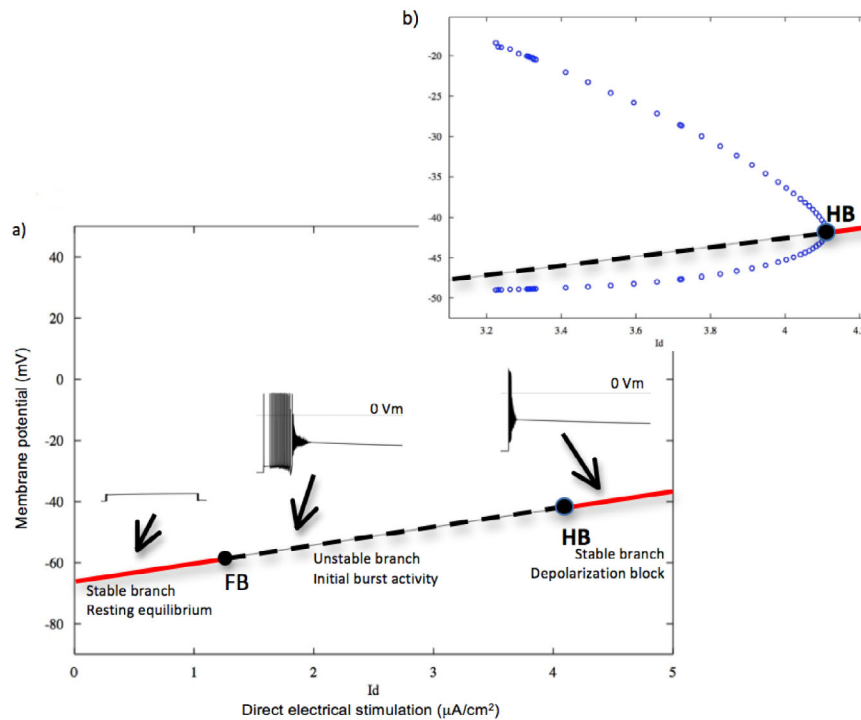 b)
-20
-25
-30
-35
-40
-45
-50
HB
3.2
3.4
3.6
3.8
4
4.2
Id
a)
40
20
0
-20
-40
-60
-80
Membrane potential (mV)
0 Vm
0 Vm
FB
HB
Stable branch
Resting equilibrium
Unstable branch
Initial burst activity
Stable branch
Depolarization block
0
1
2
3
4
5
Id
Direct electrical stimulation (μA/cm²)